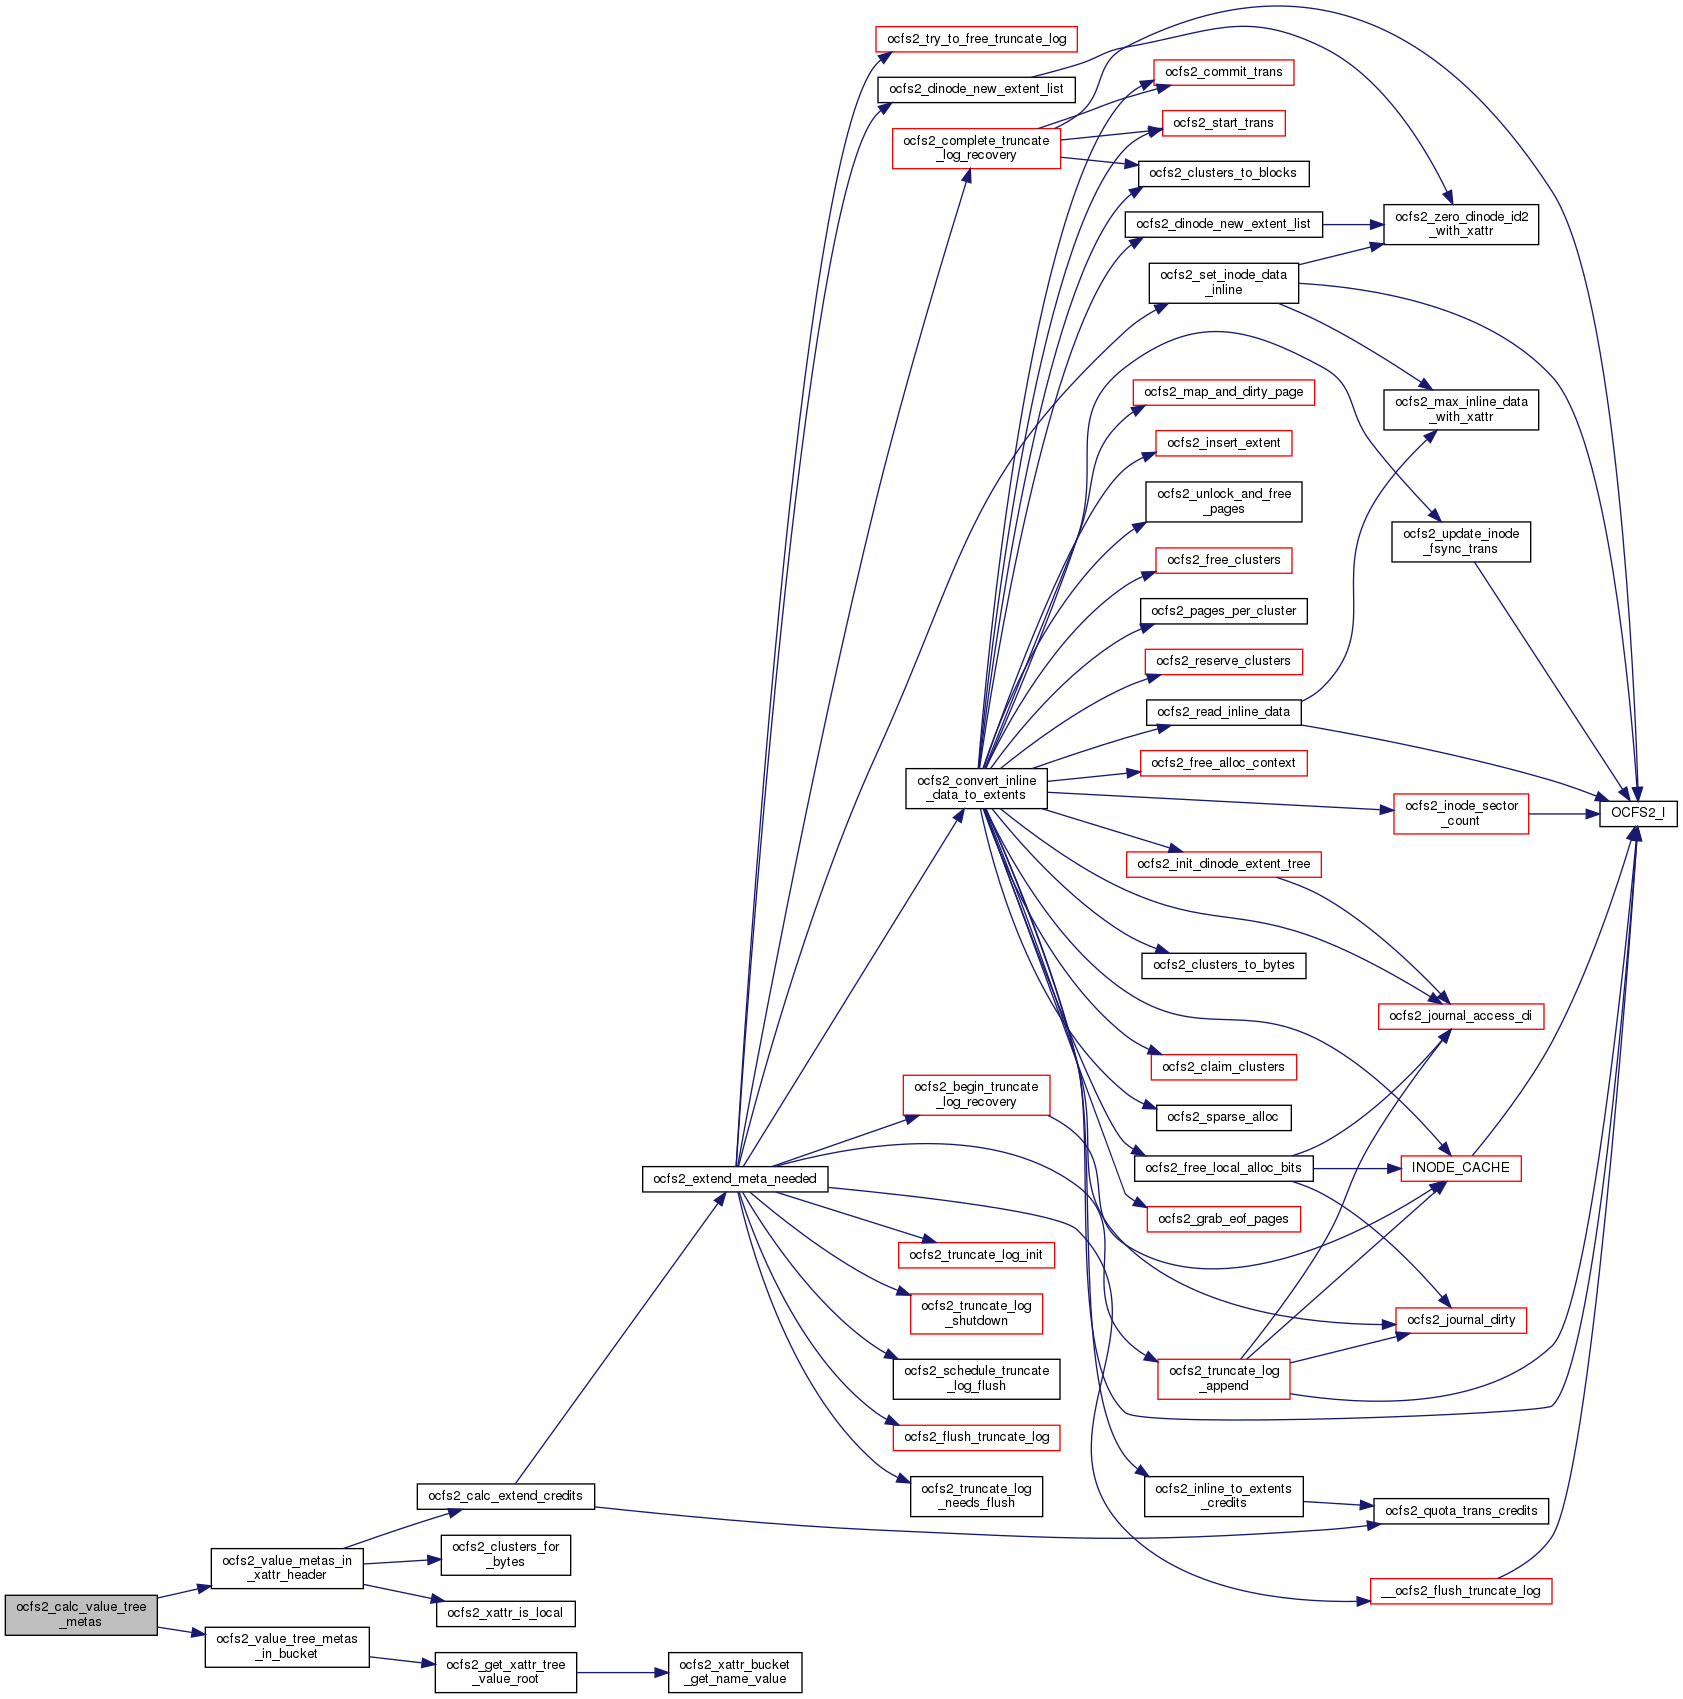 ocfs2_calc_value_tree
_metas
ocfs2_value_metas_in
_xattr_header
ocfs2_value_tree_metas
_in_bucket
ocfs2_calc_extend_credits
ocfs2_clusters_for
_bytes
ocfs2_xattr_is_local
ocfs2_get_xattr_tree
_value_root
ocfs2_xattr_bucket
_get_name_value
ocfs2_extend_meta_needed
ocfs2_try_to_free_truncate_log
ocfs2_dinode_new_extent_list
ocfs2_complete_truncate
_log_recovery
ocfs2_convert_inline
_data_to_extents
ocfs2_begin_truncate
_log_recovery
ocfs2_truncate_log_init
ocfs2_truncate_log
_shutdown
ocfs2_schedule_truncate
_log_flush
ocfs2_flush_truncate_log
ocfs2_truncate_log
_needs_flush
ocfs2_commit_trans
ocfs2_start_trans
ocfs2_clusters_to_blocks
ocfs2_dinode_new_extent_list
ocfs2_set_inode_data
_inline
ocfs2_map_and_dirty_page
ocfs2_insert_extent
ocfs2_unlock_and_free
_pages
ocfs2_free_clusters
ocfs2_pages_per_cluster
ocfs2_reserve_clusters
ocfs2_read_inline_data
ocfs2_free_alloc_context
ocfs2_init_dinode_extent_tree
ocfs2_clusters_to_bytes
ocfs2_claim_clusters
ocfs2_sparse_alloc
ocfs2_free_local_alloc_bits
ocfs2_grab_eof_pages
ocfs2_truncate_log
_append
ocfs2_inline_to_extents
_credits
ocfs2_zero_dinode_id2
_with_xattr
ocfs2_max_inline_data
_with_xattr
ocfs2_update_inode
_fsync_trans
ocfs2_inode_sector
_count
ocfs2_journal_access_di
INODE_CACHE
ocfs2_journal_dirty
ocfs2_quota_trans_credits
__ocfs2_flush_truncate_log
OCFS2_I